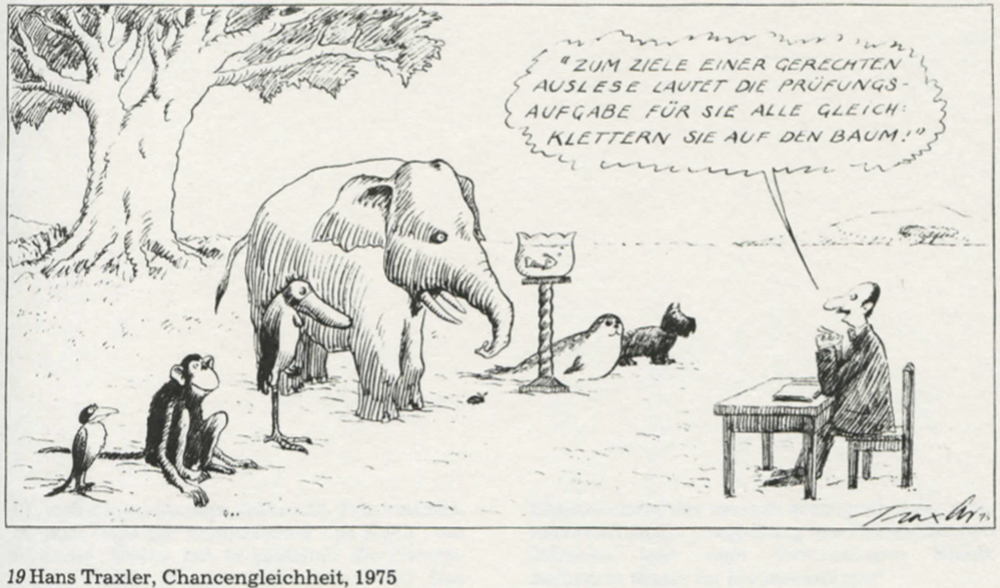 "ZUM ZIELE EINER GERECHTEN
AUSLESE LAUTET DIE PRÜFUNGS-
AUFGABE FÜR SIE ALLE GLEICH:
KLETTERN SIE AUF DEN BAUM!"
Traxler
19 Hans Traxler, Chancengleichheit, 1975